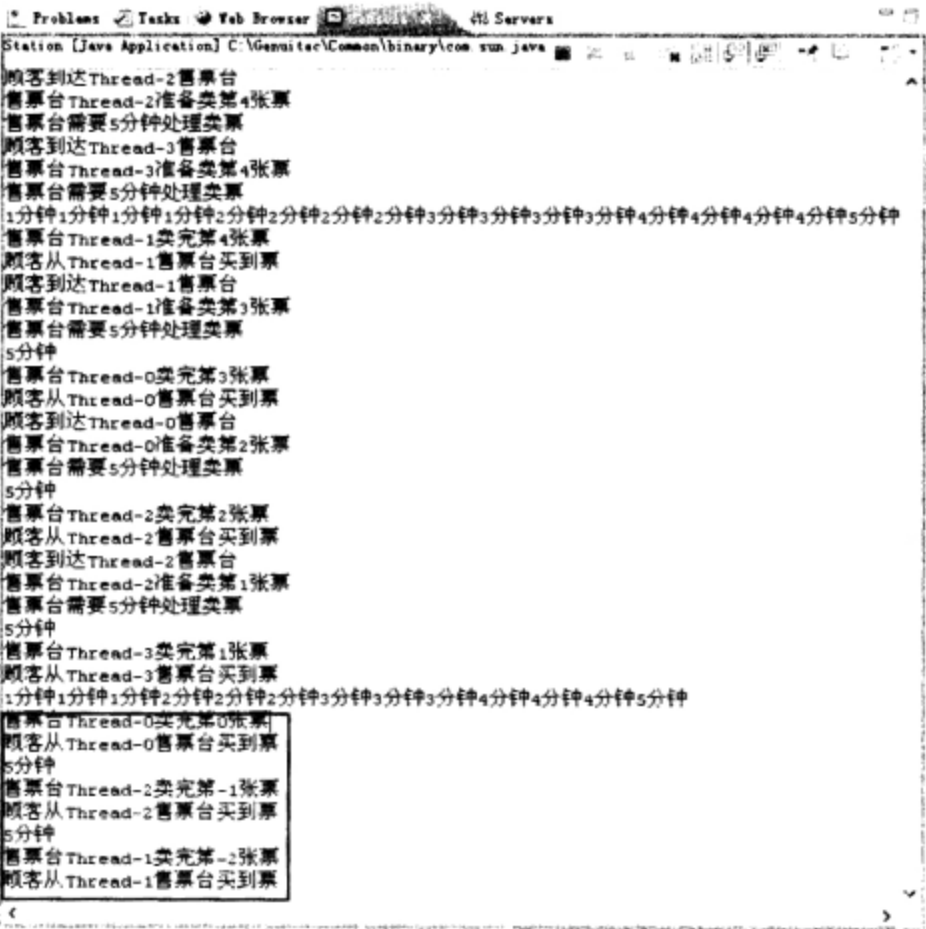 Problems Tasks Web Browser Servers
Station [Java Application] C:\Genuitec\Common\binary\com.sun.java
顾客到达Thread-2售票台
售票台Thread-2准备卖第4张票
售票台需要5分钟处理卖票
顾客到达Thread-3售票台
售票台Thread-3准备卖第4张票
售票台需要5分钟处理卖票
1分钟1分钟1分钟1分钟2分钟2分钟2分钟2分钟3分钟3分钟3分钟3分钟4分钟4分钟4分钟4分钟5分钟
售票台Thread-1卖完第4张票
顾客从Thread-1售票台买到票
顾客到达Thread-1售票台
售票台Thread-1准备卖第3张票
售票台需要5分钟处理卖票
5分钟
售票台Thread-0卖完第3张票
顾客从Thread-0售票台买到票
顾客到达Thread-0售票台
售票台Thread-0准备卖第2张票
售票台需要5分钟处理卖票
5分钟
售票台Thread-2卖完第2张票
顾客从Thread-2售票台买到票
顾客到达Thread-2售票台
售票台Thread-2准备卖第1张票
售票台需要5分钟处理卖票
5分钟
售票台Thread-3卖完第1张票
顾客从Thread-3售票台买到票
1分钟1分钟1分钟2分钟2分钟2分钟3分钟3分钟3分钟4分钟4分钟4分钟5分钟
售票台Thread-0卖完第0张票
顾客从Thread-0售票台买到票
5分钟
售票台Thread-2卖完第-1张票
顾客从Thread-2售票台买到票
5分钟
售票台Thread-1卖完第-2张票
顾客从Thread-1售票台买到票